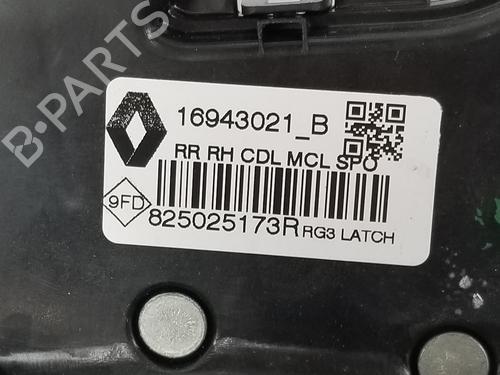 B-PARTS
16943021_B
RR RH CDL MCL SPO
9FD
825025173R RG3 LATCH